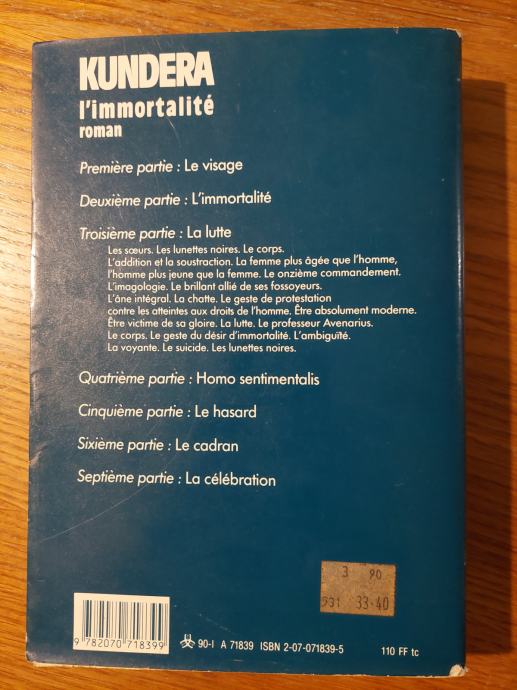 KUNDERA
l'immortalité
roman
Première partie : Le visage
Deuxième partie : L'immortalité
Troisième partie : La lutte
Les sœurs. Les lunettes noires. Le corps.
L'addition et la soustraction. La femme plus âgée que l'homme,
l'homme plus jeune que la femme. Le onzième commandement.
L'imagologie. Le brillant allié de ses fossoyeurs.
L'âne intégral. La chatte. Le geste de protestation
contre les atteintes aux droits de l'homme. Être absolument moderne.
Être victime de sa gloire. La lutte. Le professeur Avenarius.
Le corps. Le geste du désir d'immortalité. L'ambiguïté.
La voyante. Le suicide. Les lunettes noires.
Quatrième partie : Homo sentimentalis
Cinquième partie : Le hasard
Sixième partie : Le cadran
Septième partie : La célébration
3 90
531 33-40
9 782070 718399
90-I A 71839 ISBN 2-07-071839-5
110 FF tc